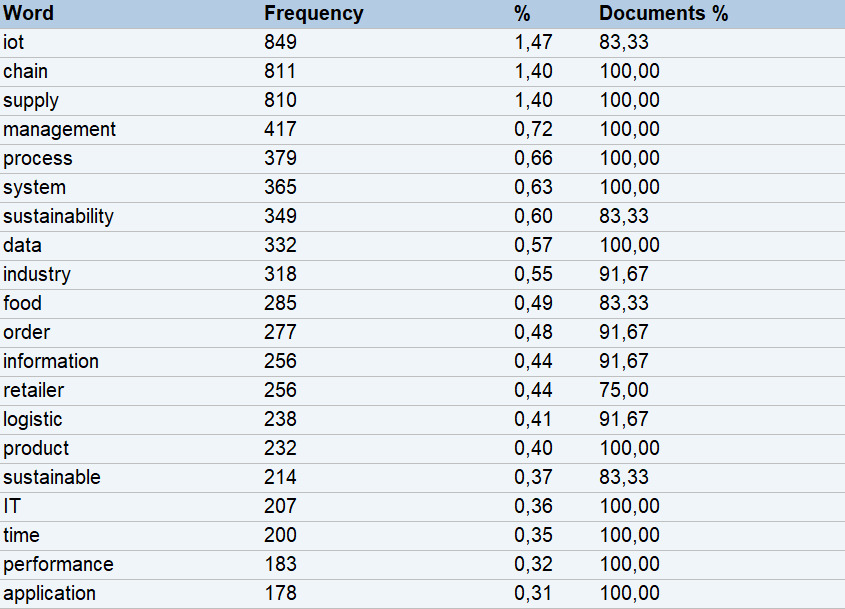 Word Frequency % Documents %
iot 849 1,47 83,33
chain 811 1,40 100,00
supply 810 1,40 100,00
management 417 0,72 100,00
process 379 0,66 100,00
system 365 0,63 100,00
sustainability 349 0,60 83,33
data 332 0,57 100,00
industry 318 0,55 91,67
food 285 0,49 83,33
order 277 0,48 91,67
information 256 0,44 91,67
retailer 256 0,44 75,00
logistic 238 0,41 91,67
product 232 0,40 100,00
sustainable 214 0,37 83,33
IT 207 0,36 100,00
time 200 0,35 100,00
performance 183 0,32 100,00
application 178 0,31 100,00